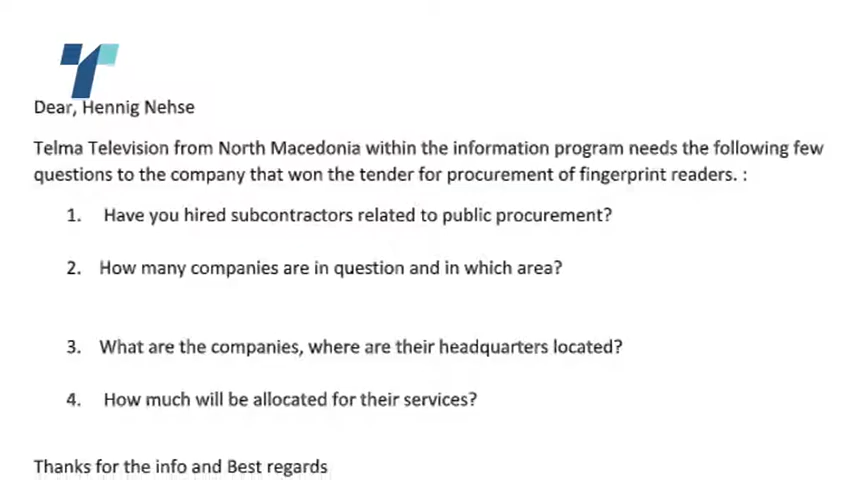 Dear, Hennig Nehse
Telma Television from North Macedonia within the information program needs the following few
questions to the company that won the tender for procurement of fingerprint readers. :
1. Have you hired subcontractors related to public procurement?
2. How many companies are in question and in which area?
3. What are the companies, where are their headquarters located?
4. How much will be allocated for their services?
Thanks for the info and Best regards